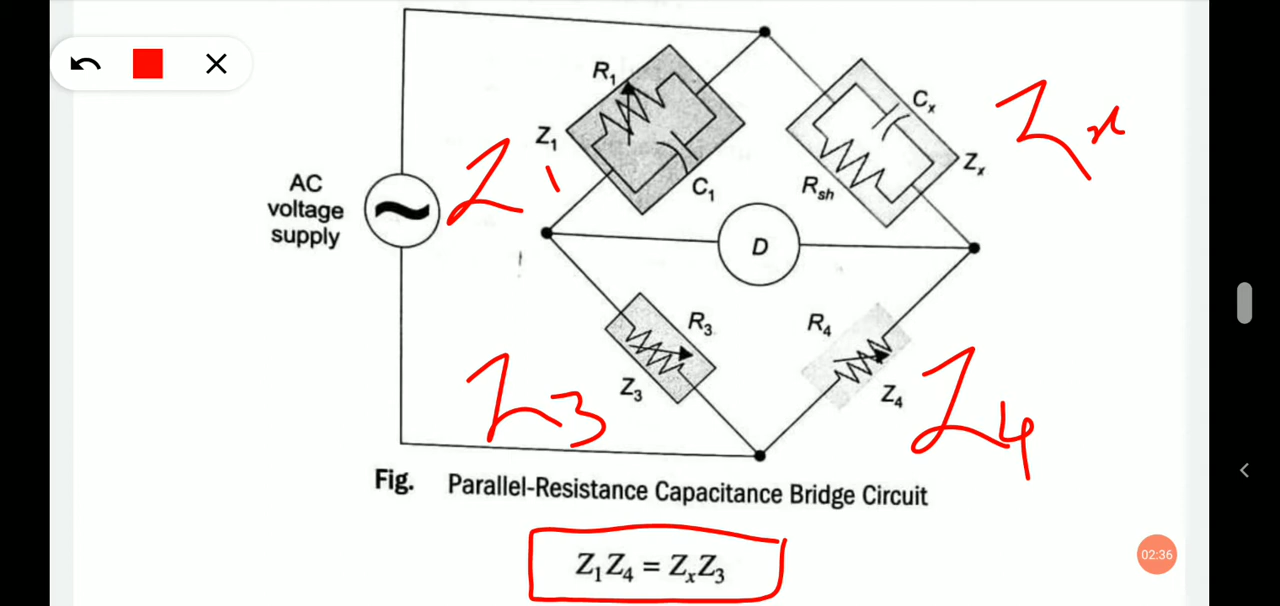 R₁
Z₁
C₁
Cₓ
Zₓ
R_sh
Zₓ
Z₁
AC
voltage
supply
D
R₃
Z₃
R₄
Z₄
Z₃
Z₄
Fig. Parallel-Resistance Capacitance Bridge Circuit
Z₁Z₄ = ZₓZ₃
02:36